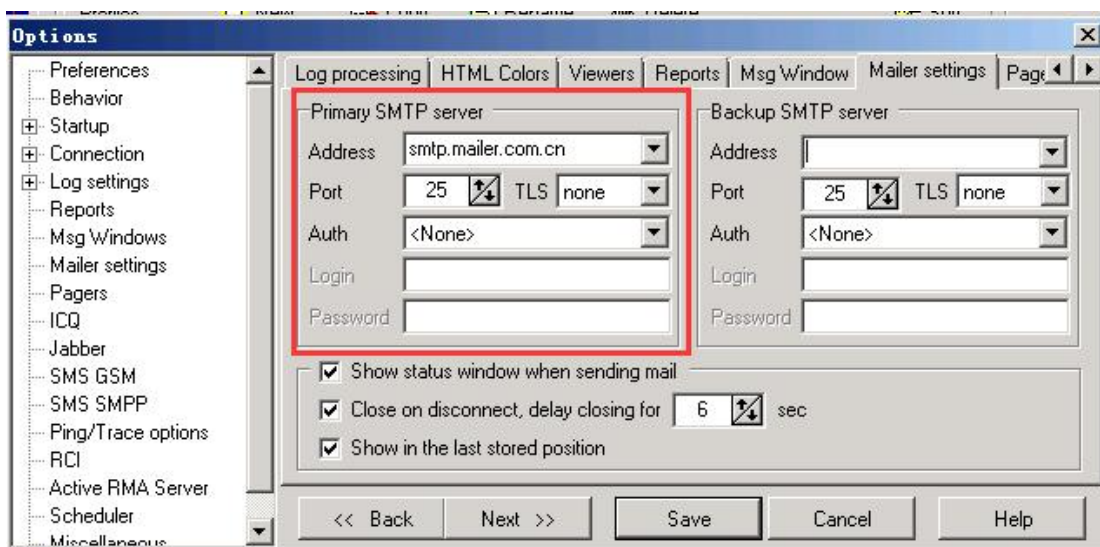 Options
Preferences
Behavior
Startup
Connection
Log settings
Reports
Msg Windows
Mailer settings
Pagers
ICQ
Jabber
SMS GSM
SMS SMPP
Ping/Trace options
RCI
Active RMA Server
Scheduler
Miscellaneous
Log processing HTML Colors Viewers Reports Msg Window Mailer settings Page
Primary SMTP server
Address smtp.mailer.com.cn
Port 25 TLS none
Auth <None>
Login
Password
Backup SMTP server
Address
Port 25 TLS none
Auth <None>
Login
Password
Show status window when sending mail
Close on disconnect, delay closing for 6 sec
Show in the last stored position
<< Back Next >> Save Cancel Help